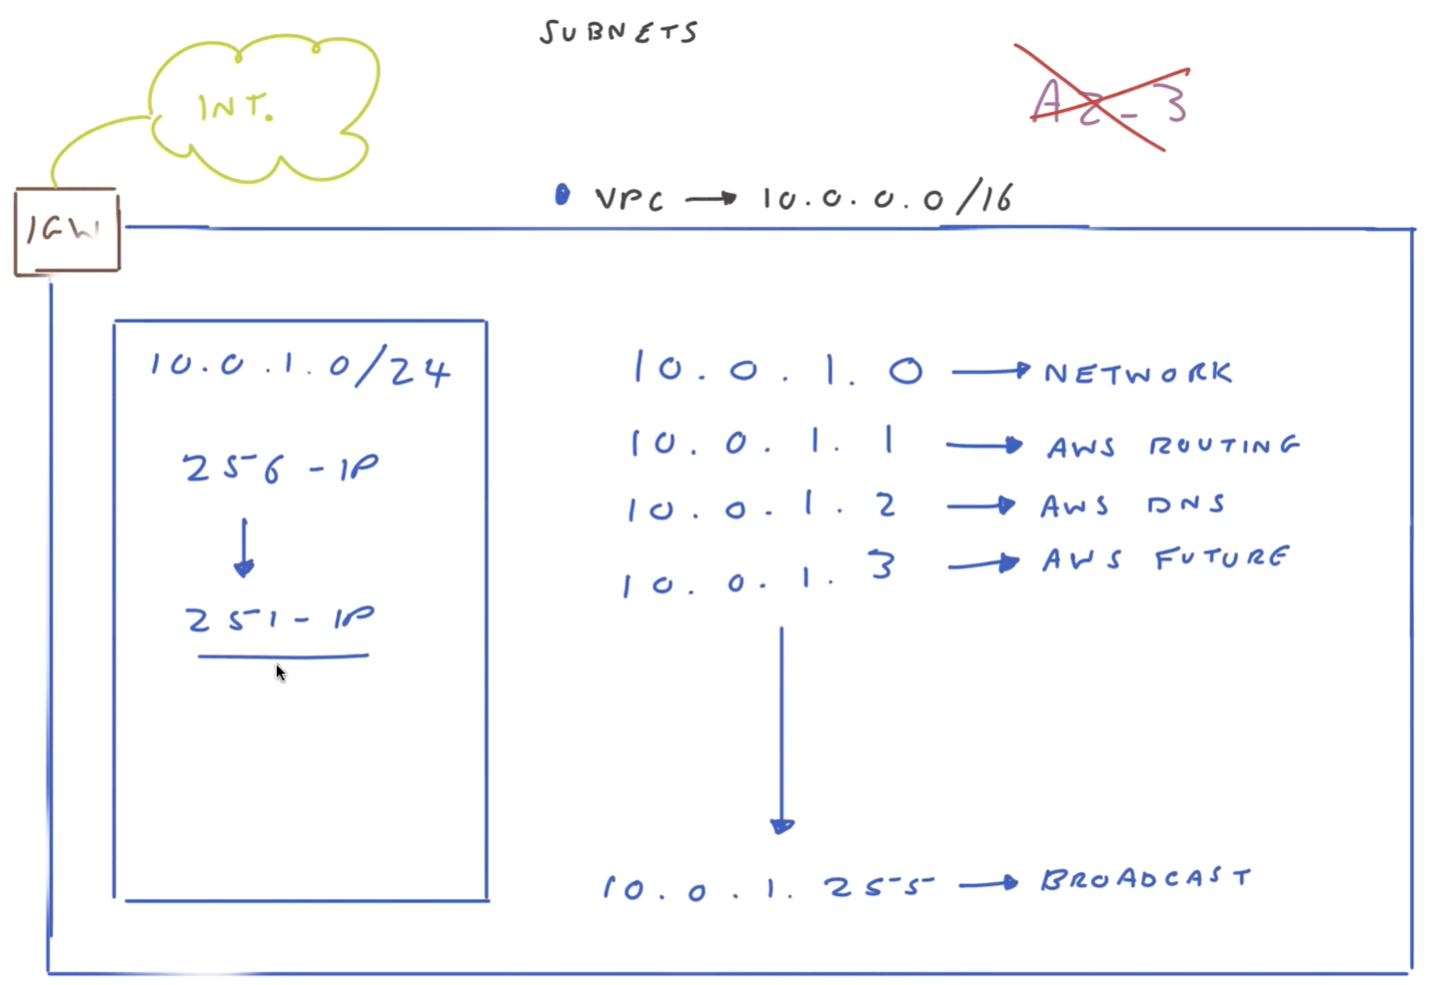 SUBNETS
INT.
A2-3
VPC → 10.0.0.0/16
IGW
10.0.1.0/24
256-IP
251-IP
10.0.1.0 → NETWORK
10.0.1.1 → AWS ROUTING
10.0.1.2 → AWS DNS
10.0.1.3 → AWS FUTURE
10.0.1.255 → BROADCAST